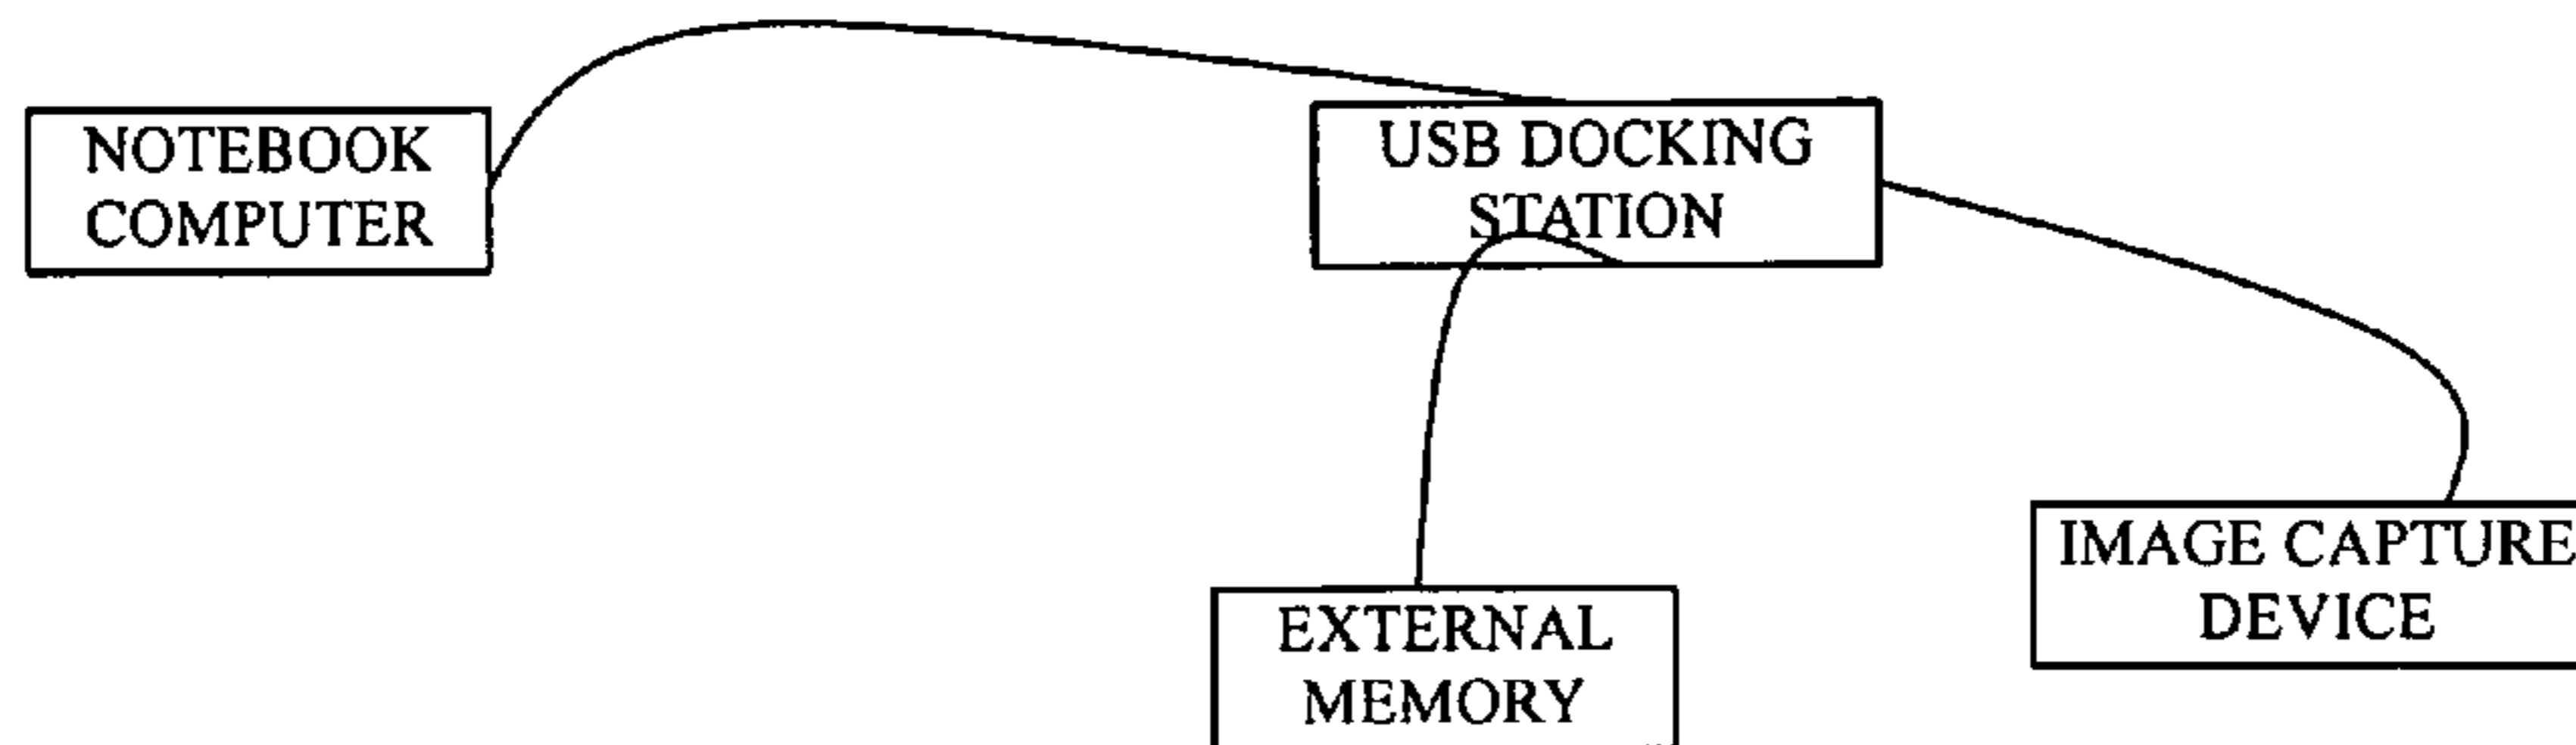 NOTEBOOK
COMPUTER
USB DOCKING
STATION
EXTERNAL
MEMORY
IMAGE CAPTURE
DEVICE